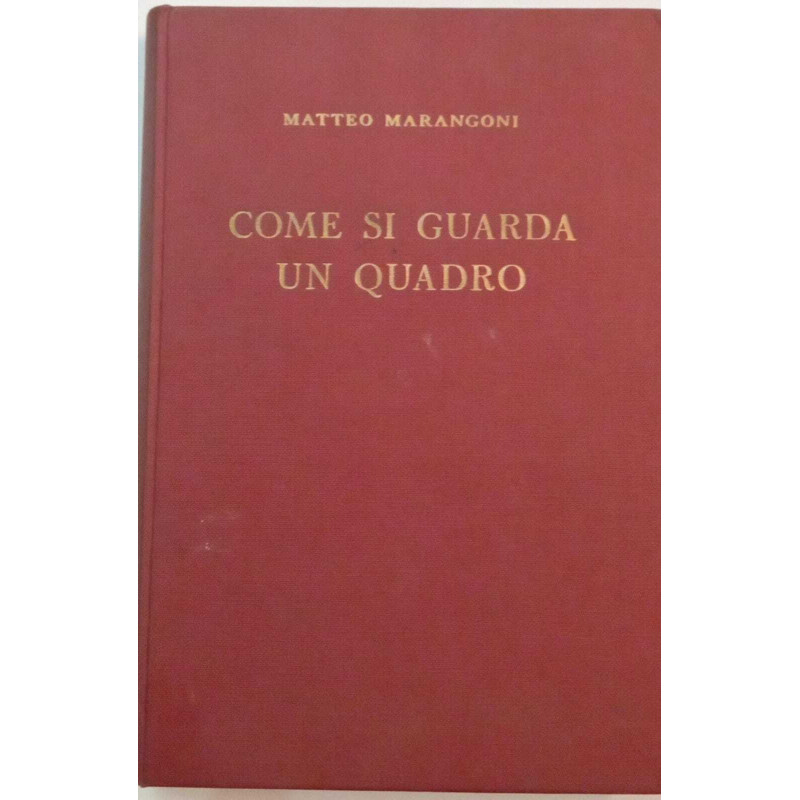 MATTEO MARANGONI
COME SI GUARDA
UN QUADRO